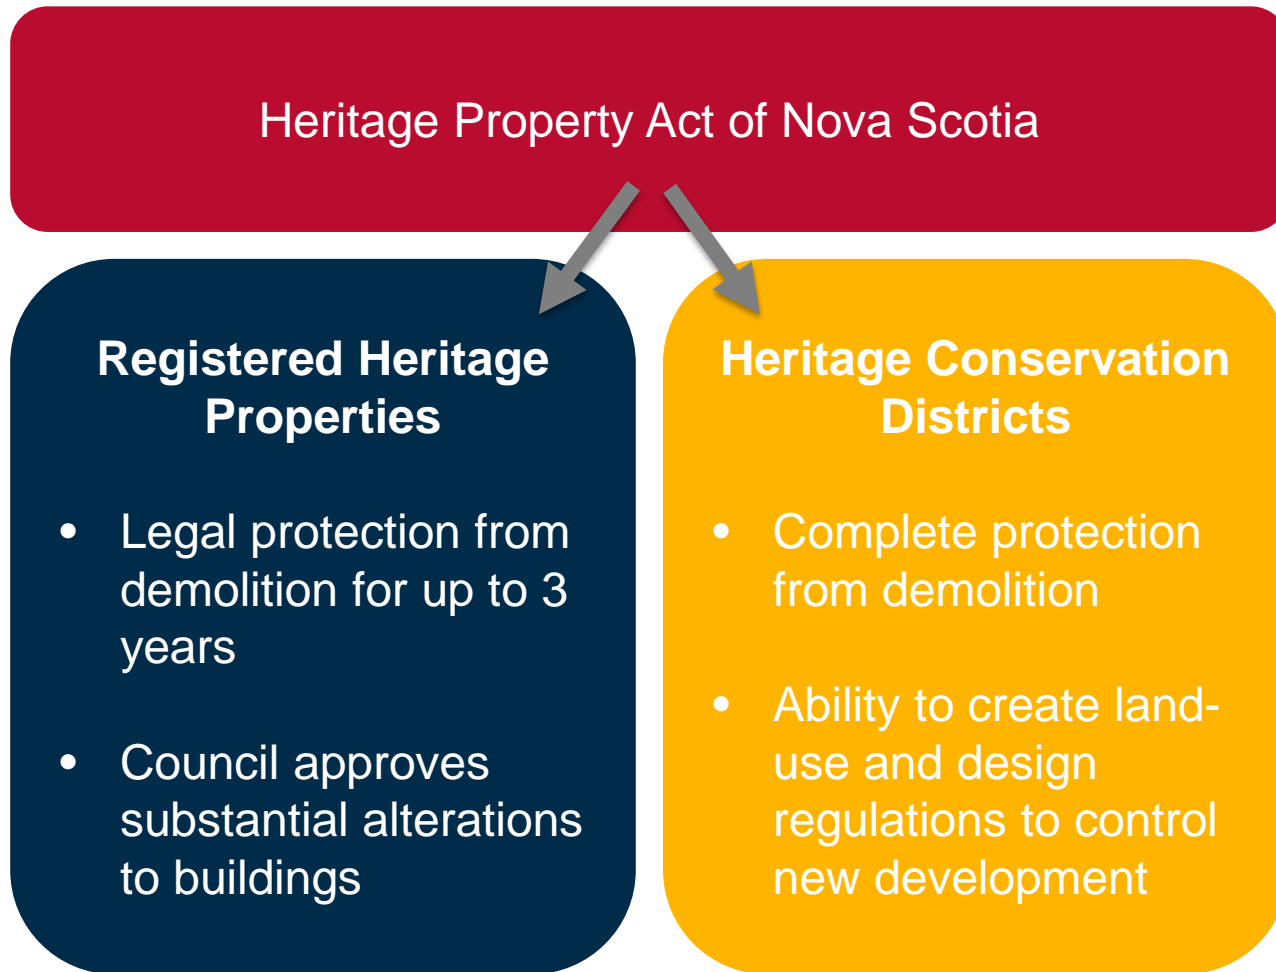 Heritage Property Act of Nova Scotia
Registered Heritage
Properties
• Legal protection from
demolition for up to 3
years
• Council approves
substantial alterations
to buildings
Heritage Conservation
Districts
• Complete protection
from demolition
• Ability to create land-
use and design
regulations to control
new development